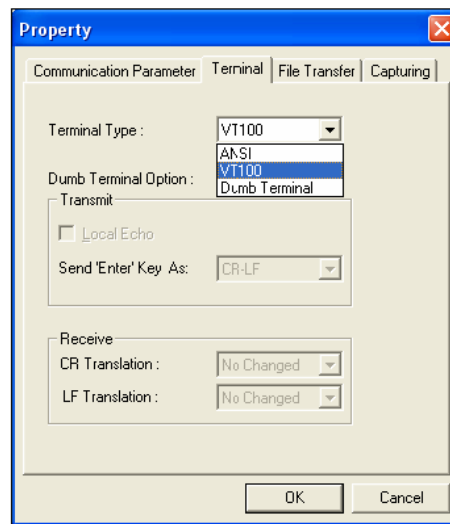 Property
Communication Parameter Terminal File Transfer Capturing
Terminal Type : VT100
ANSI
VT100
Dumb Terminal Option : Dumb Terminal
Transmit
Local Echo
Send 'Enter' Key As: CR-LF
Receive
CR Translation : No Changed
LF Translation : No Changed
OK Cancel